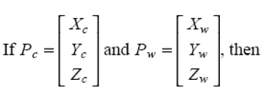 If P_c = [X_c Y_c Z_c] and P_w = [X_w Y_w Z_w], then